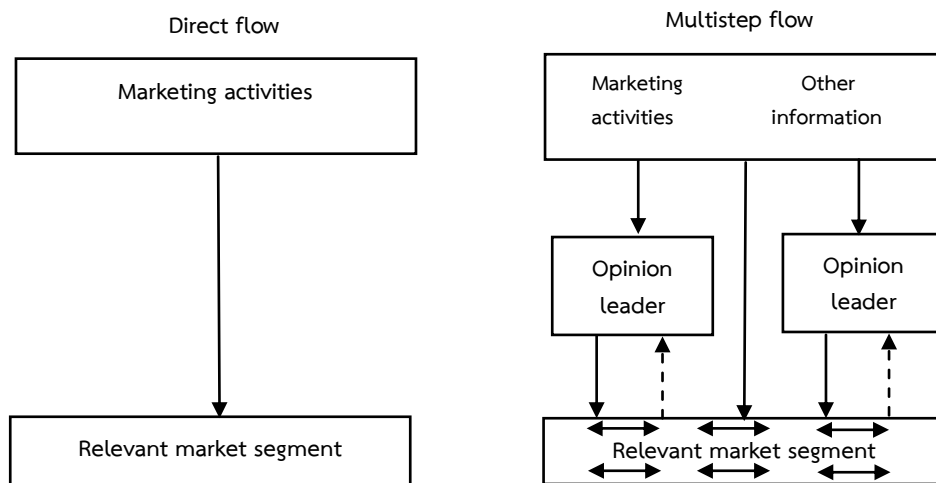 Direct flow
Marketing activities
Relevant market segment
Multistep flow
Marketing
activities
Other
information
Opinion
leader
Opinion
leader
Relevant market segment